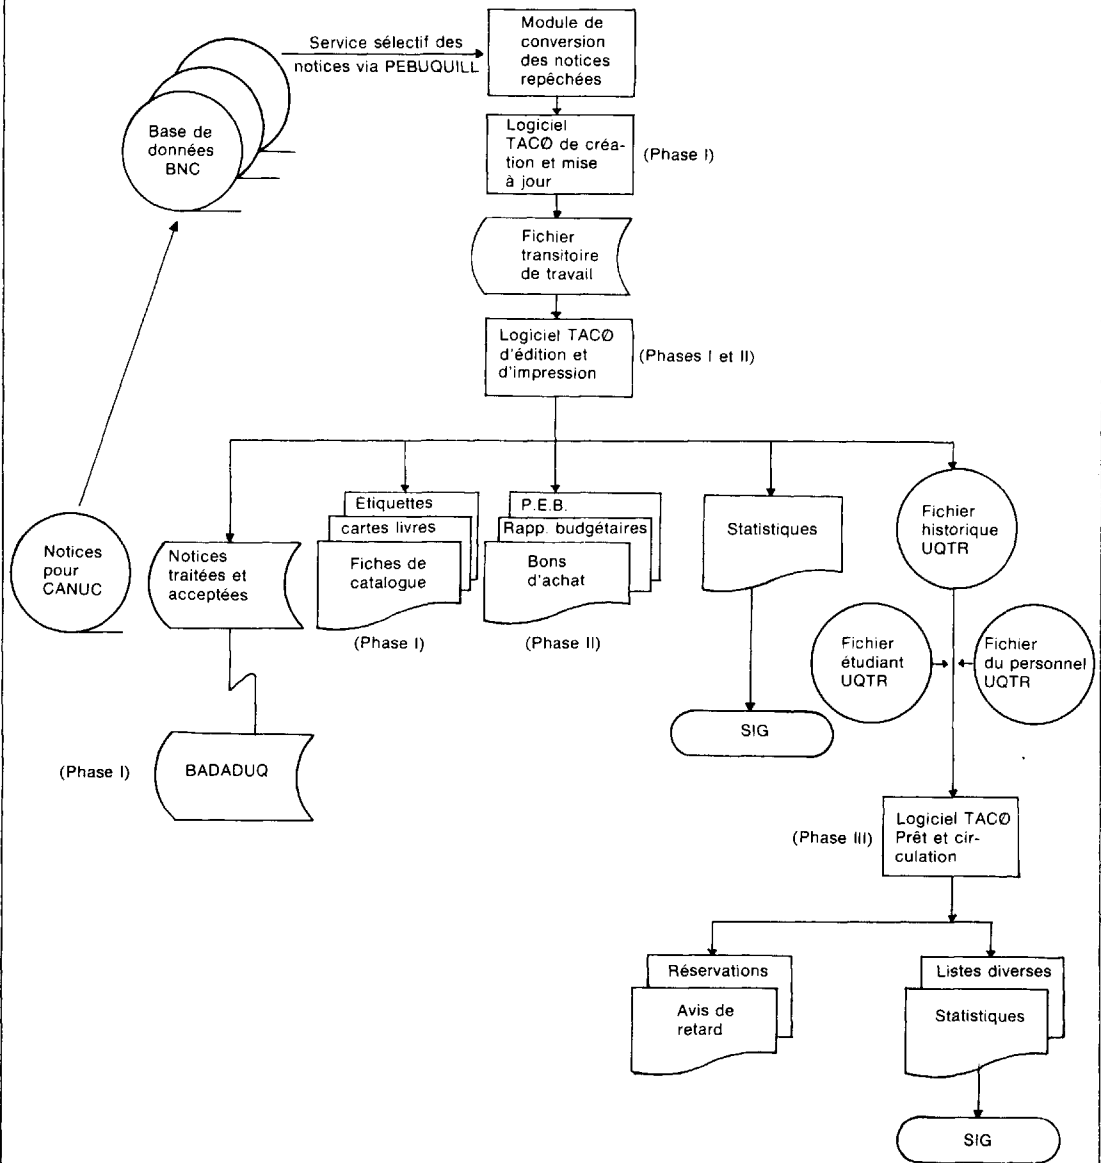 Service sélectif des
notices via PEBUQUILL
Module de
conversion
des notices
repêchées
Base de
données
BNC
Logiciel
TACØ de créa-
tion et mise
à jour
(Phase I)
Fichier
transitoire
de travail
Logiciel TACØ
d'édition et
d'impression
(Phases I et II)
Notices
pour
CANUC
Notices
traitées et
acceptées
Etiquettes
cartes livres
Fiches de
catalogue
(Phase I)
P.E.B.
Rapp. budgétaires
Bons
d'achat
(Phase II)
Statistiques
Fichier
historique
UQTR
Fichier
étudiant
UQTR
Fichier
du personnel
UQTR
SIG
(Phase I)
BADADUQ
(Phase III)
Logiciel TACØ
Prêt et cir-
culation
Réservations
Avis de
retard
Listes diverses
Statistiques
SIG